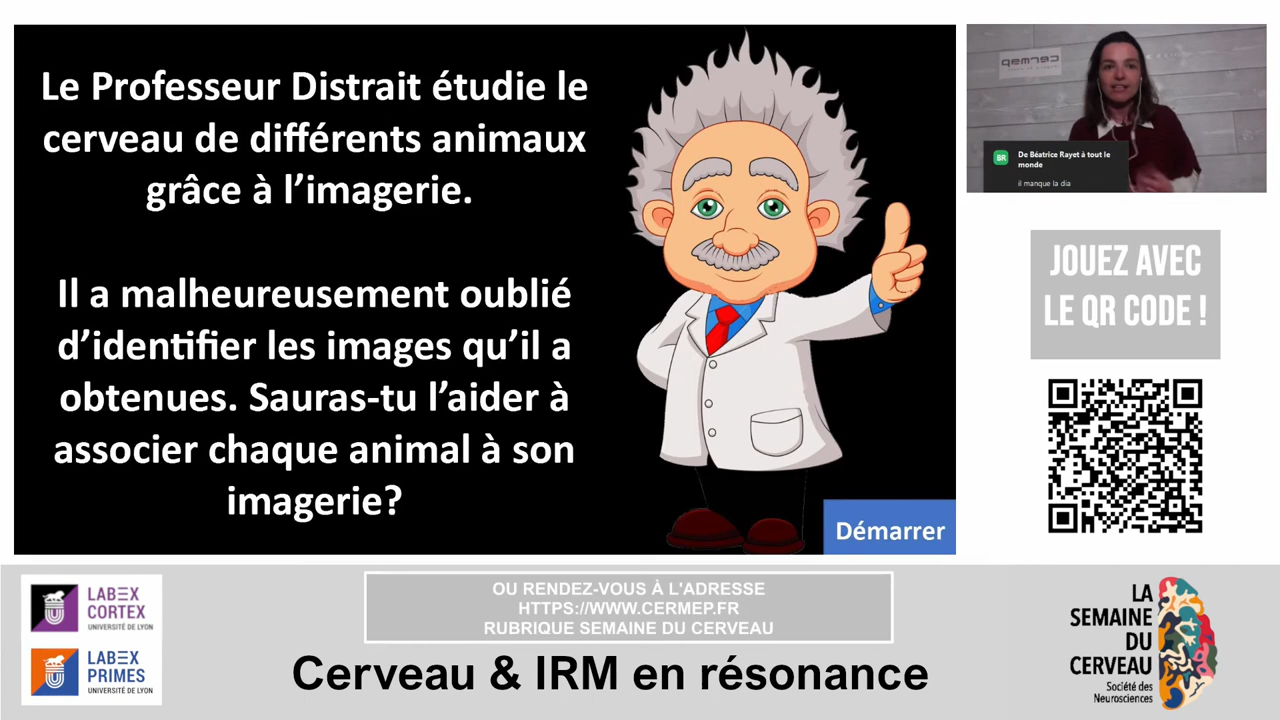 Le Professeur Distrait étudie le
cerveau de différents animaux
grâce à l’imagerie.
Il a malheureusement oublié
d’identifier les images qu’il a
obtenues. Sauras-tu l’aider à
associer chaque animal à son
imagerie?
Démarrer
cermep
BR
De Béatrice Rayet à tout le
monde
il manque la dia
JOUEZ AVEC
LE QR CODE !
LABEX
CORTEX
UNIVERSITÉ DE LYON
LABEX
PRIMES
UNIVERSITÉ DE LYON
OU RENDEZ-VOUS À L'ADRESSE
HTTPS://WWW.CERMEP.FR
RUBRIQUE SEMAINE DU CERVEAU
Cerveau & IRM en résonance
LA
SEMAINE
DU
CERVEAU
Société des
Neurosciences